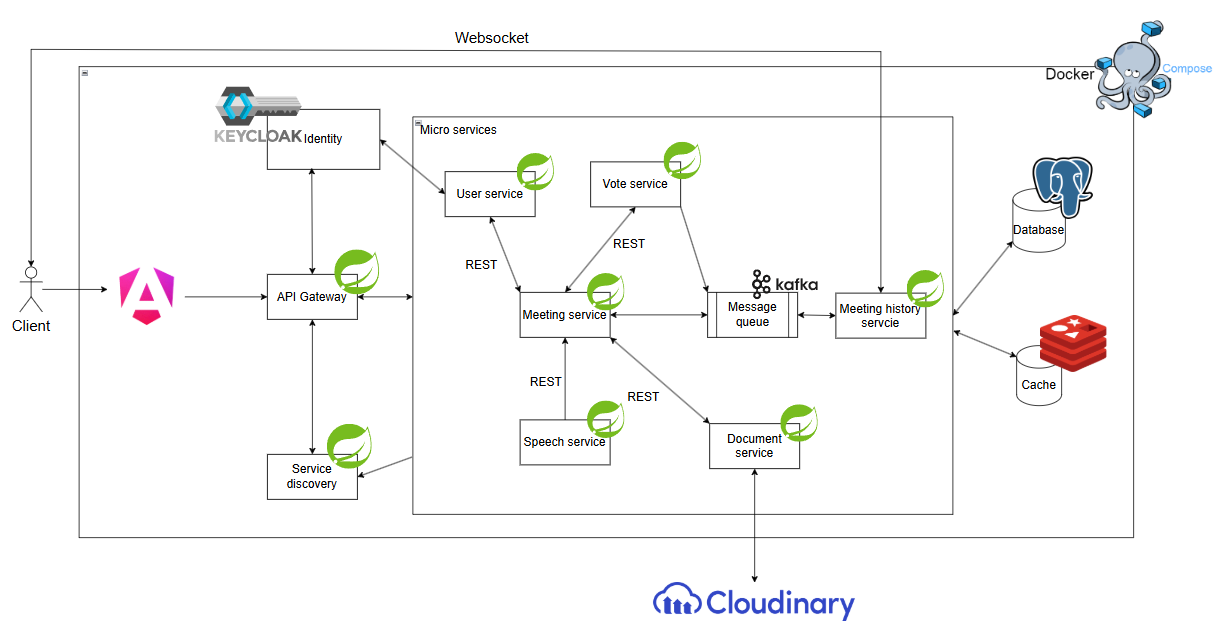 Websocket
Docker
Compose
KEYCLOAK
Identity
Micro services
User service
Vote service
REST
REST
Database
API Gateway
Client
kafka
Message
queue
Meeting service
Meeting history
servcie
REST
REST
Cache
Speech service
Document
service
Service
discovery
Cloudinary